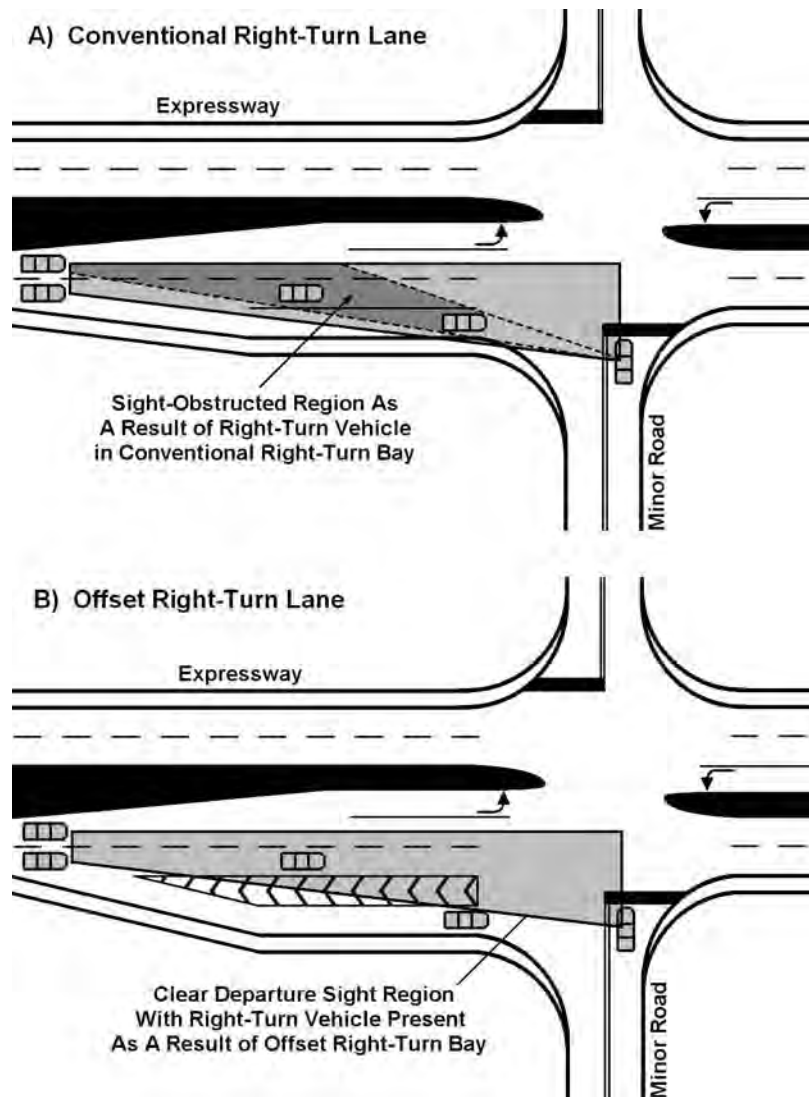 A) Conventional Right-Turn Lane
Expressway
Sight-Obstructed Region As
A Result of Right-Turn Vehicle
in Conventional Right-Turn Bay
Minor Road
B) Offset Right-Turn Lane
Expressway
Clear Departure Sight Region
With Right-Turn Vehicle Present
As A Result of Offset Right-Turn Bay
Minor Road